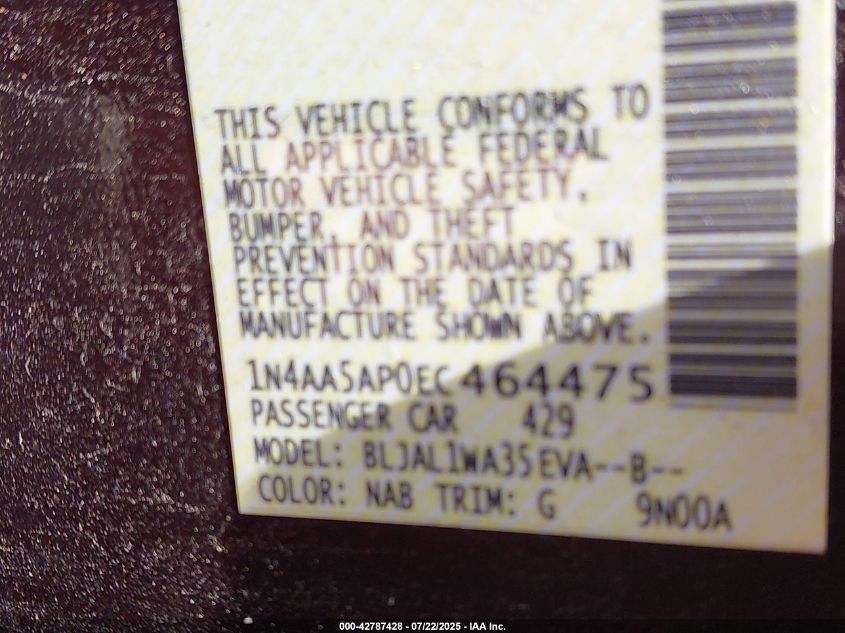 THIS VEHICLE CONFORMS TO
ALL APPLICABLE FEDERAL
MOTOR VEHICLE SAFETY,
BUMPER, AND THEFT
PREVENTION STANDARDS IN
EFFECT ON THE DATE OF
MANUFACTURE SHOWN ABOVE.
1N4AA5AP0EC464475
PASSENGER CAR 429
MODEL: BLJALIWA35EVA--B--
COLOR: NAB TRIM: G 9N00A
000-42787428 - 07/22/2025 - IAA Inc.